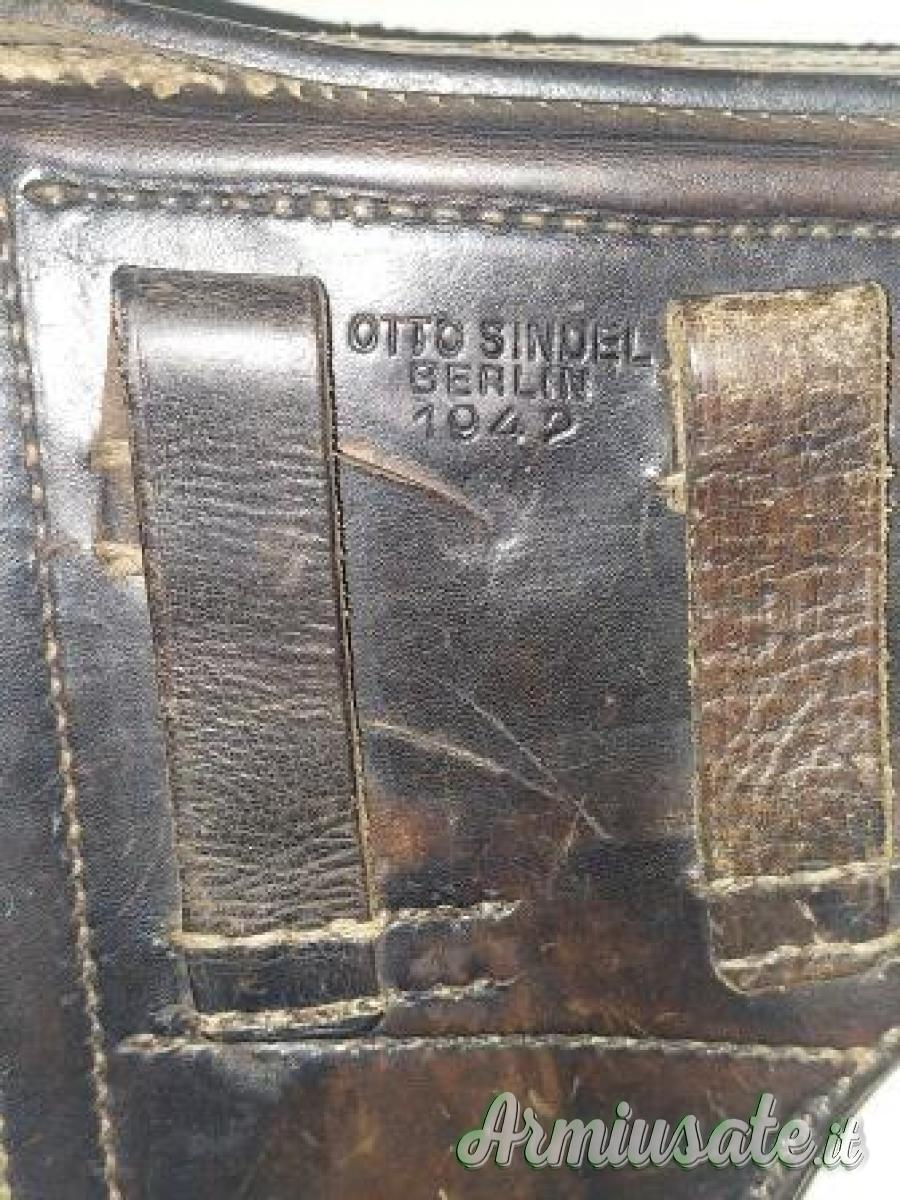 OTTO SINDEL
BERLIN
1942
Armiusate.it